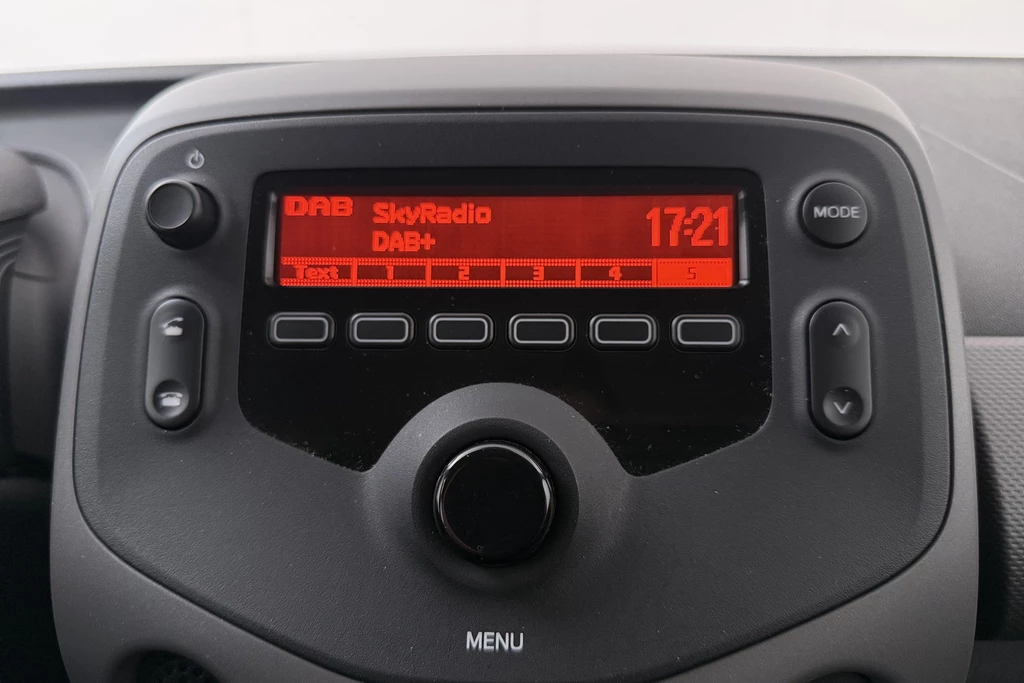 DAB SkyRadio 17:21
DAB+
Text 1 2 3 4 5
MODE
MENU